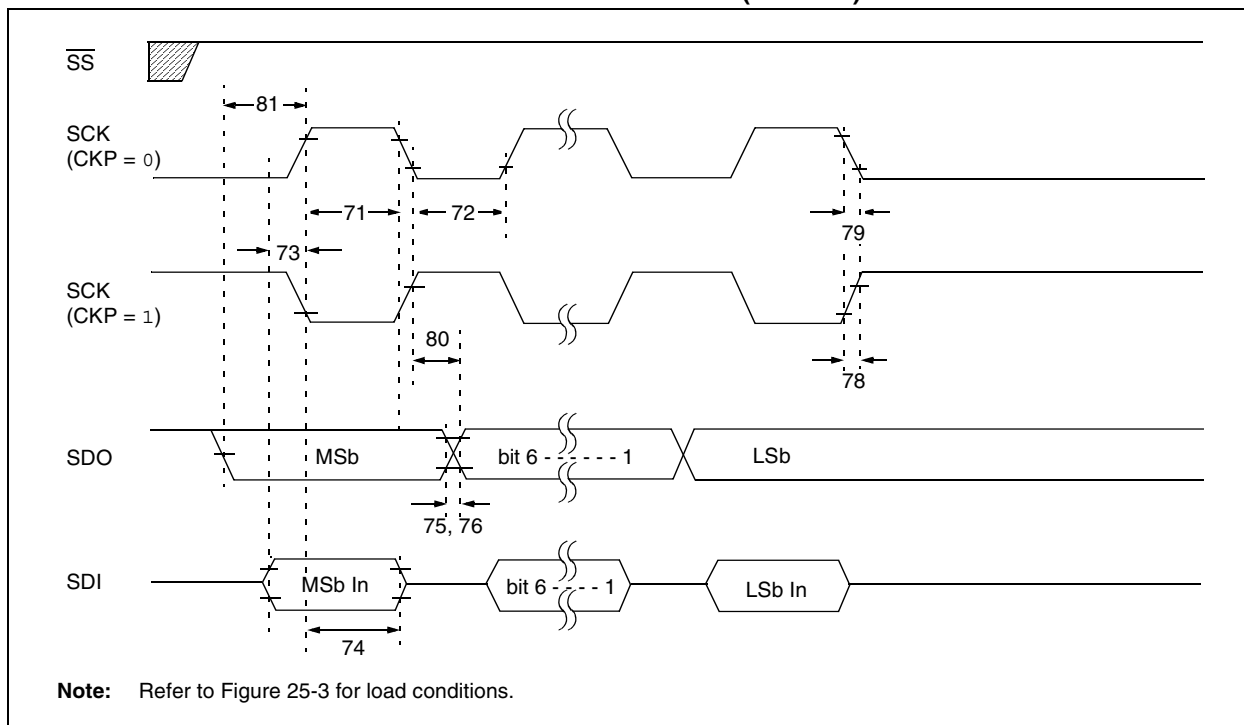 SS
81
SCK
(CKP = 0)
71
72
79
73
SCK
(CKP = 1)
80
78
SDO
MSb
bit 6 - - - - - - 1
LSb
75, 76
SDI
MSb In
bit 6 - - - - 1
LSb In
74
Note: Refer to Figure 25-3 for load conditions.